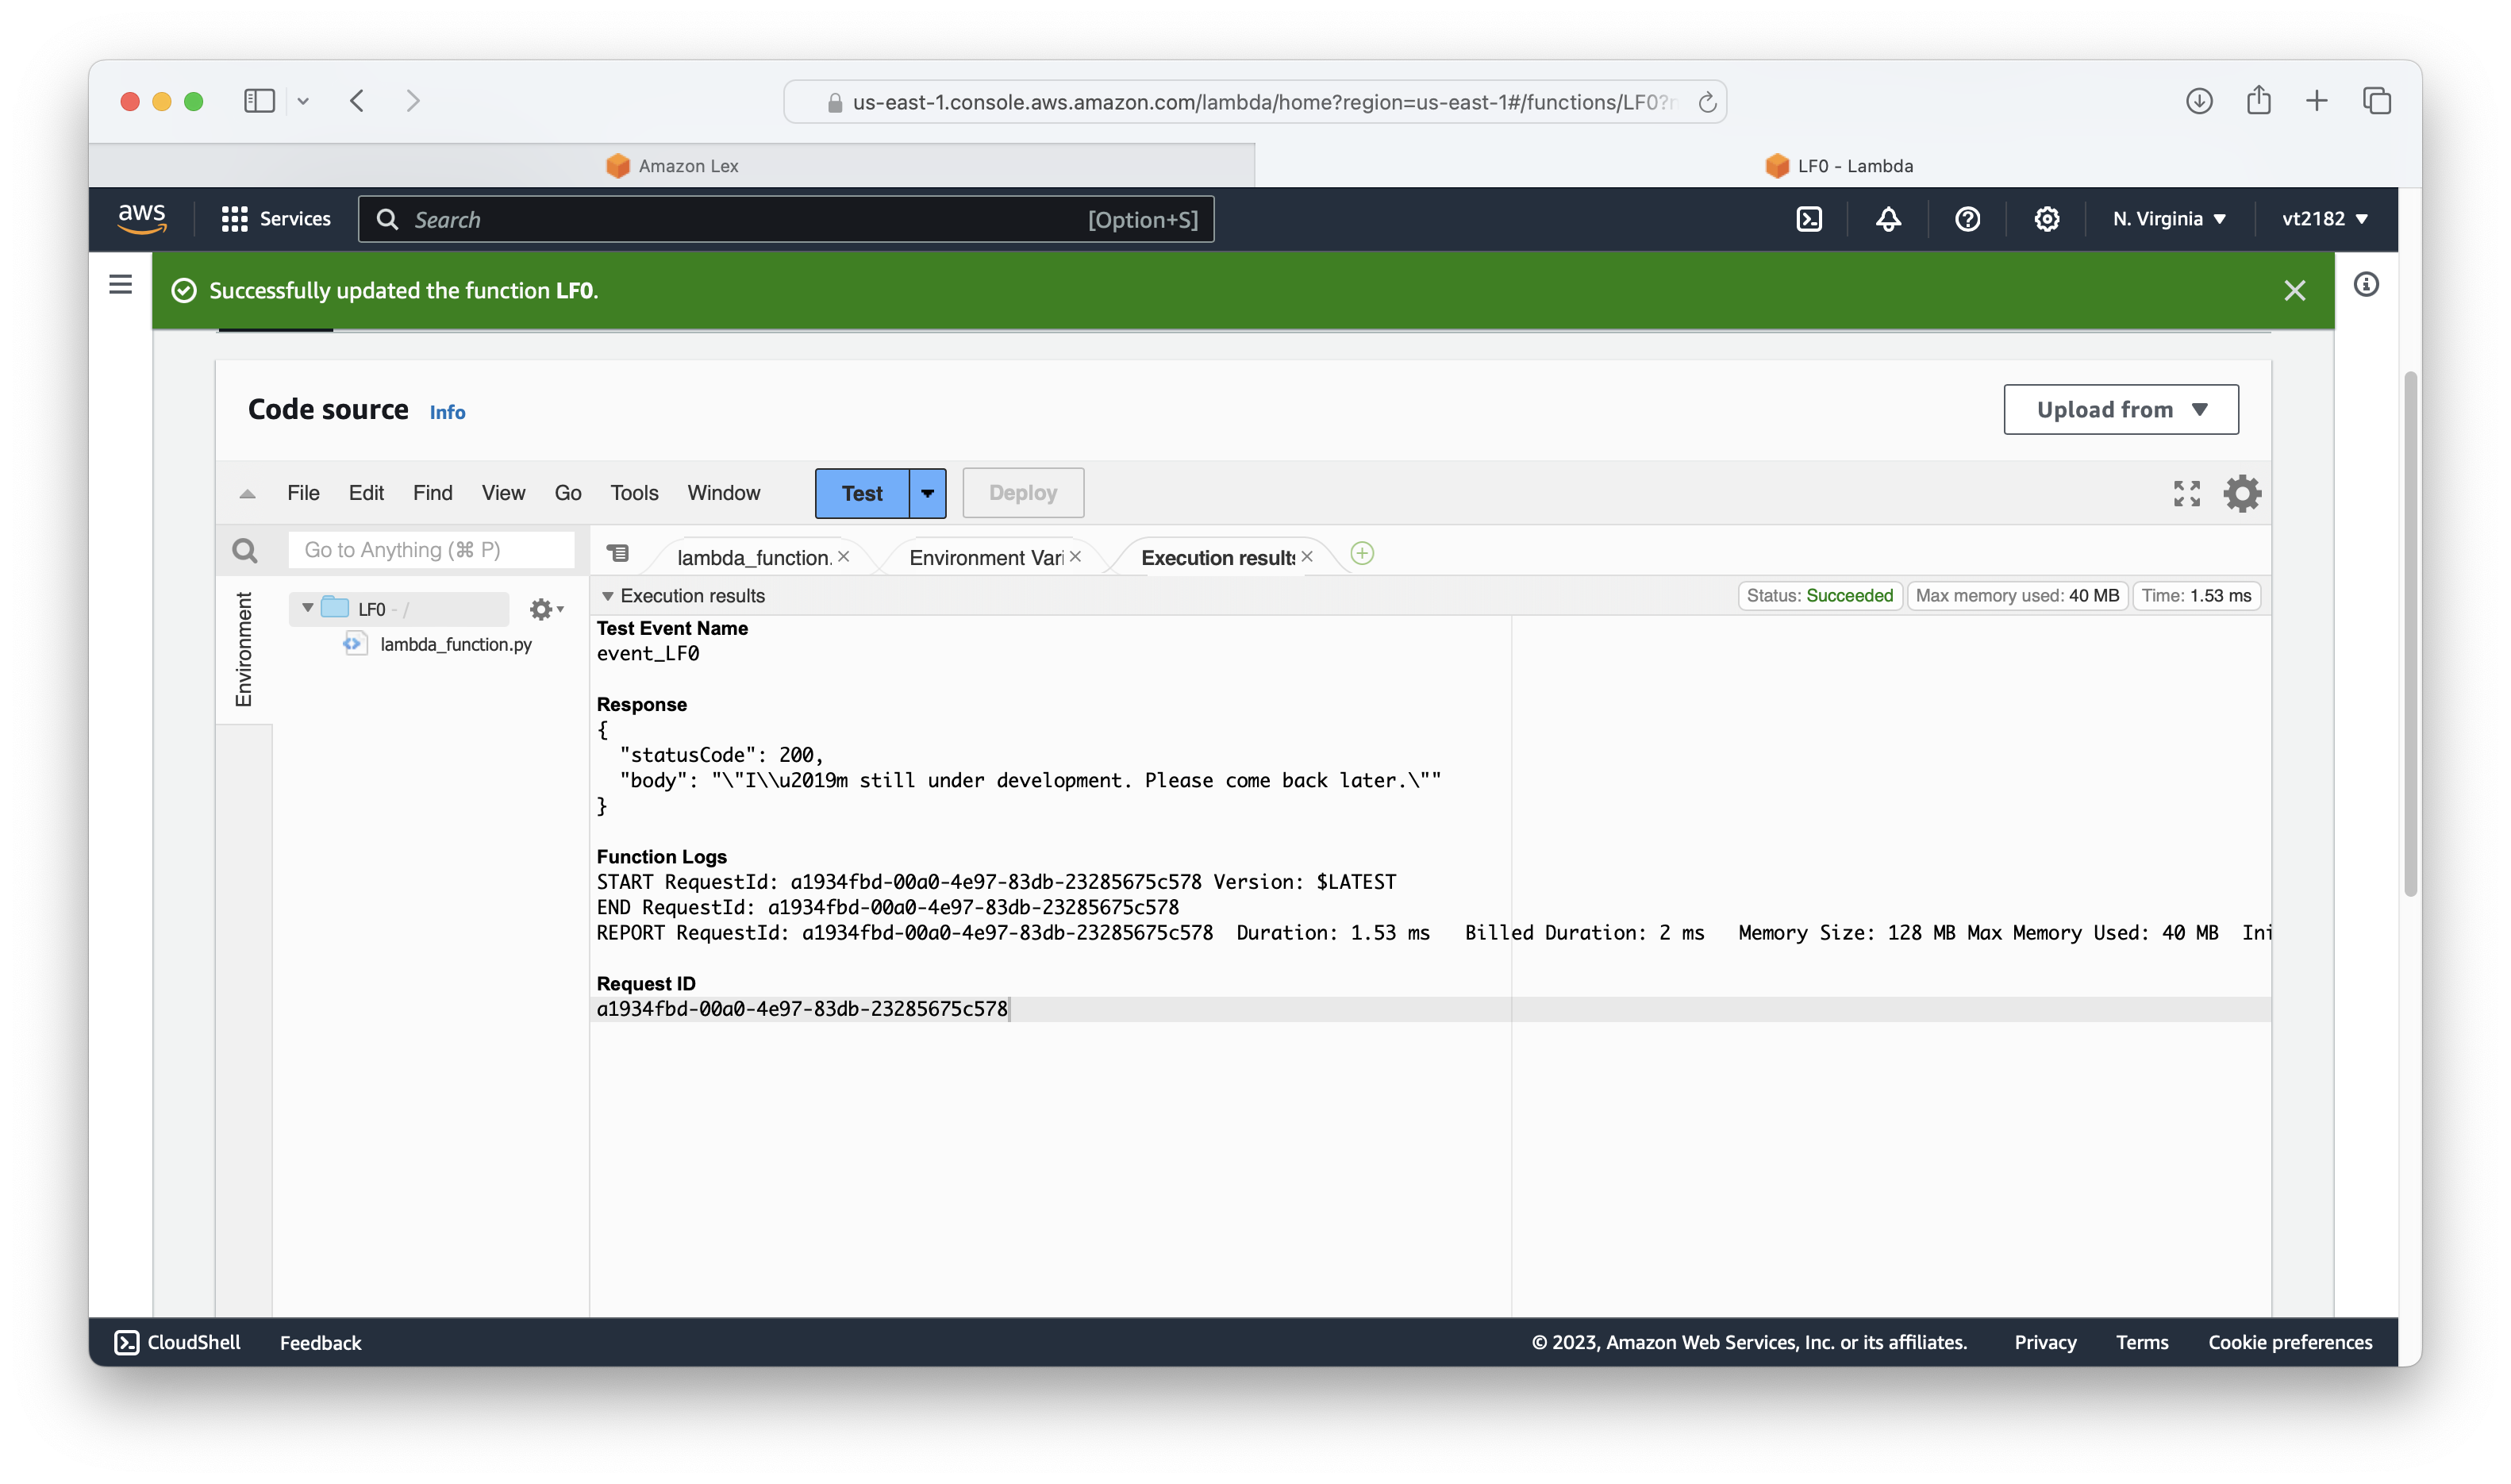 us-east-1.console.aws.amazon.com/lambda/home?region=us-east-1#/functions/LF0?
Amazon Lex
LF0 - Lambda
aws
Services
Search
[Option+S]
N. Virginia
vt2182
Successfully updated the function LF0.
Code source Info
Upload from
File Edit Find View Go Tools Window
Test
Deploy
Go to Anything (⌘ P)
lambda_function.
Environment Vari
Execution results
Environment
LF0 - /
lambda_function.py
Execution results
Status: Succeeded
Max memory used: 40 MB
Time: 1.53 ms
Test Event Name
event_LF0
Response
{
"statusCode": 200,
"body": "\"I\\u2019m still under development. Please come back later.\""
}
Function Logs
START RequestId: a1934fbd-00a0-4e97-83db-23285675c578 Version: $LATEST
END RequestId: a1934fbd-00a0-4e97-83db-23285675c578
REPORT RequestId: a1934fbd-00a0-4e97-83db-23285675c578 Duration: 1.53 ms Billed Duration: 2 ms Memory Size: 128 MB Max Memory Used: 40 MB Ini
Request ID
a1934fbd-00a0-4e97-83db-23285675c578
CloudShell
Feedback
© 2023, Amazon Web Services, Inc. or its affiliates.
Privacy
Terms
Cookie preferences